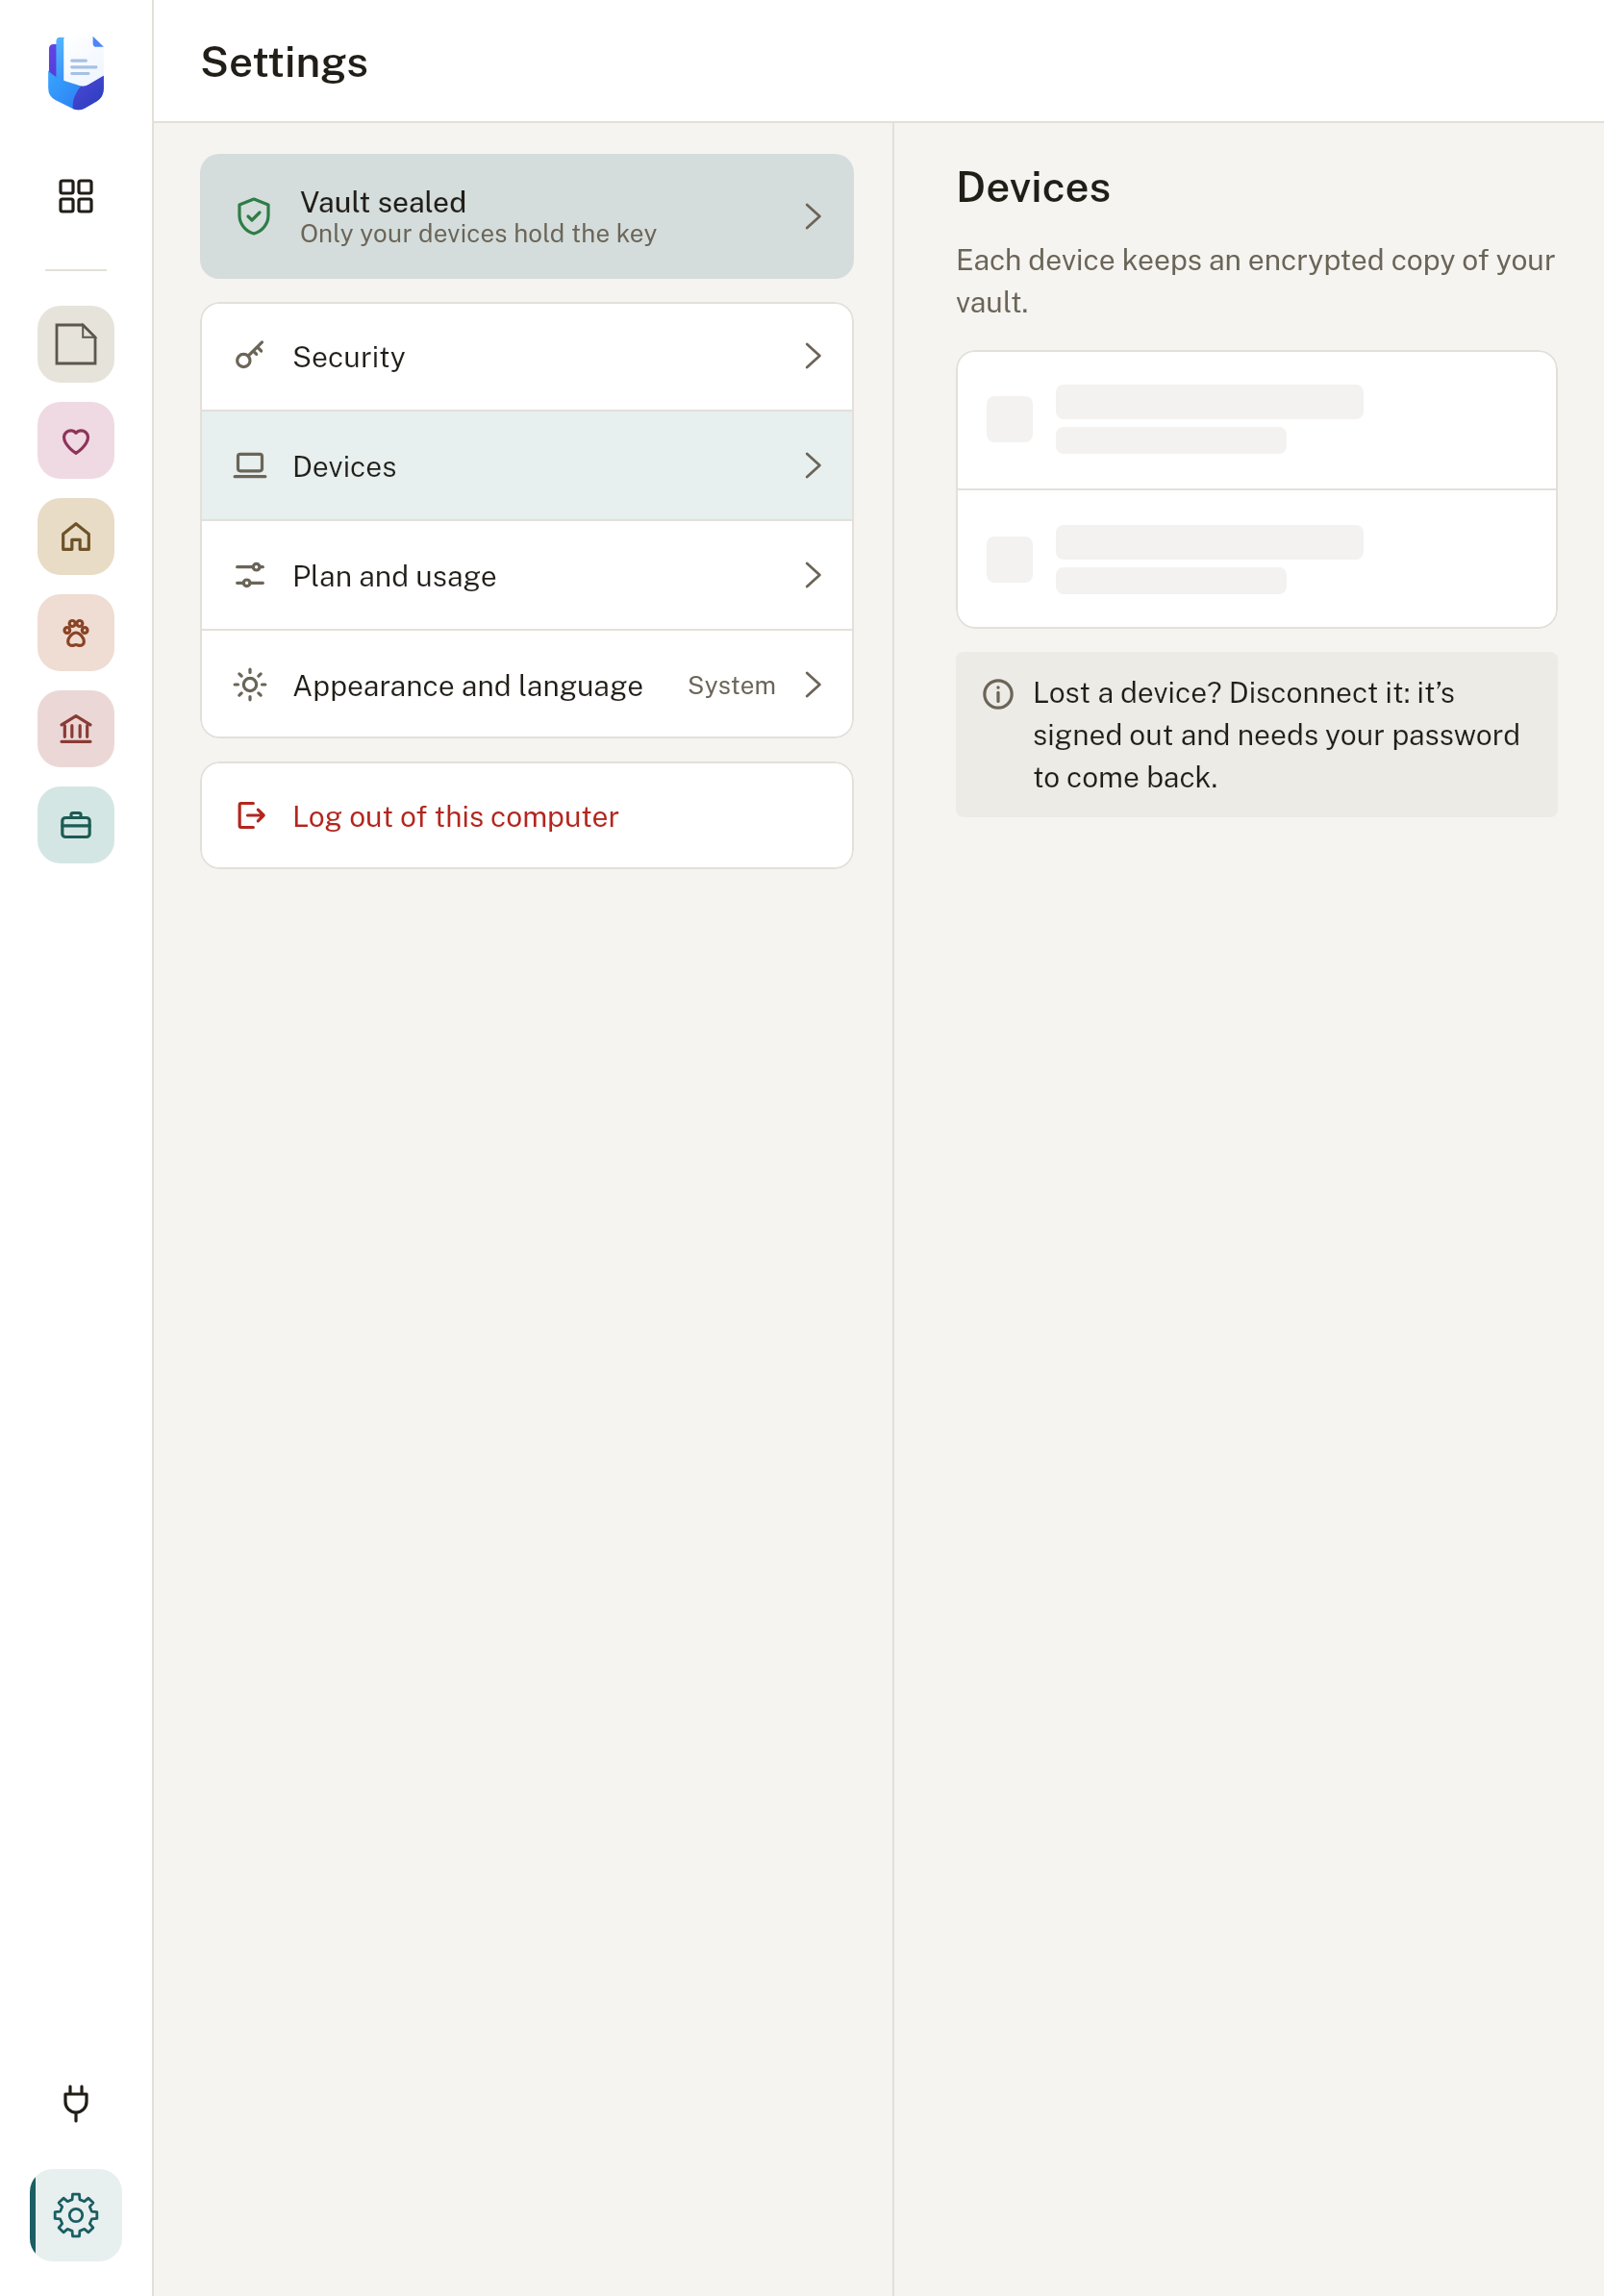 Settings
Vault sealed
Only your devices hold the key
Security
Devices
Plan and usage
Appearance and language System
Log out of this computer
Devices
Each device keeps an encrypted copy of your
vault.
Lost a device? Disconnect it: it’s
signed out and needs your password
to come back.